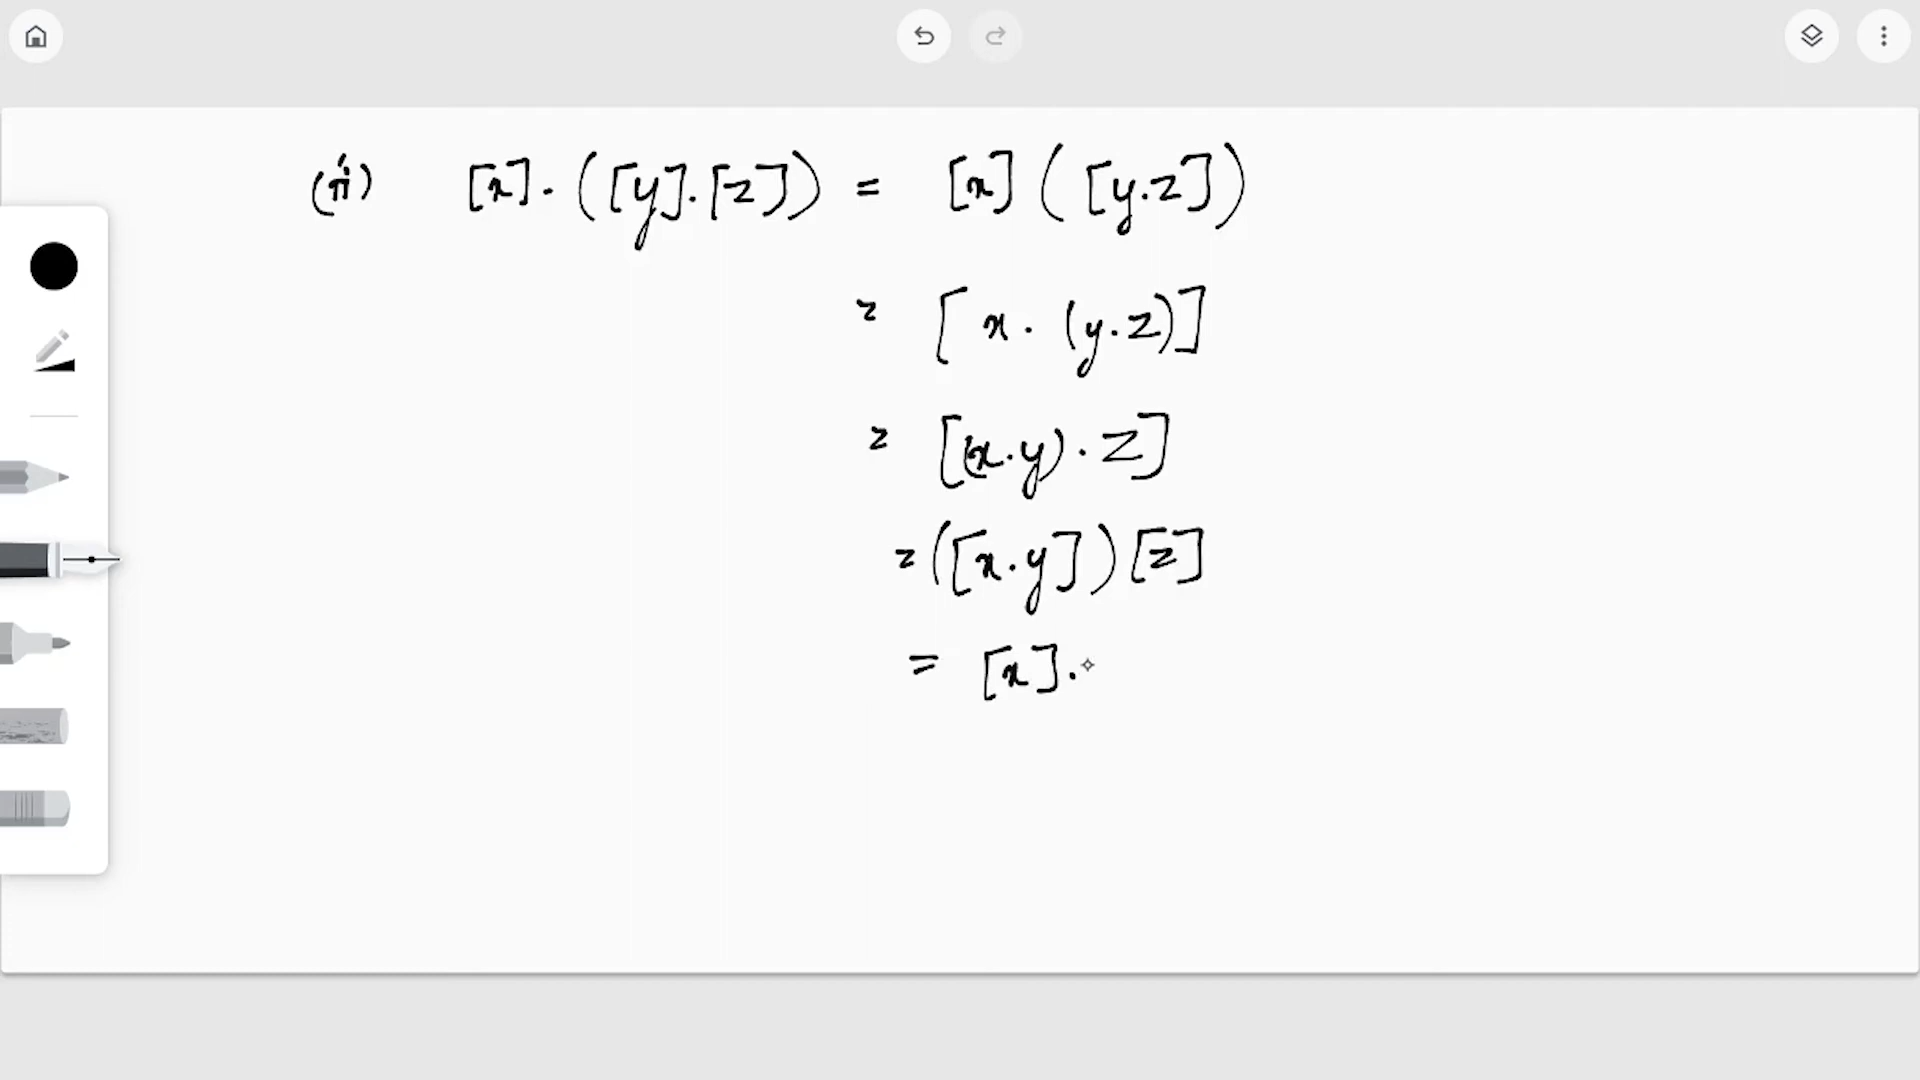 (ii) [x]. ([y].[z]) = [x] ([y.z])
= [x. (y.z)]
= [(x.y). z]
= ([x.y]) [z]
= [x].